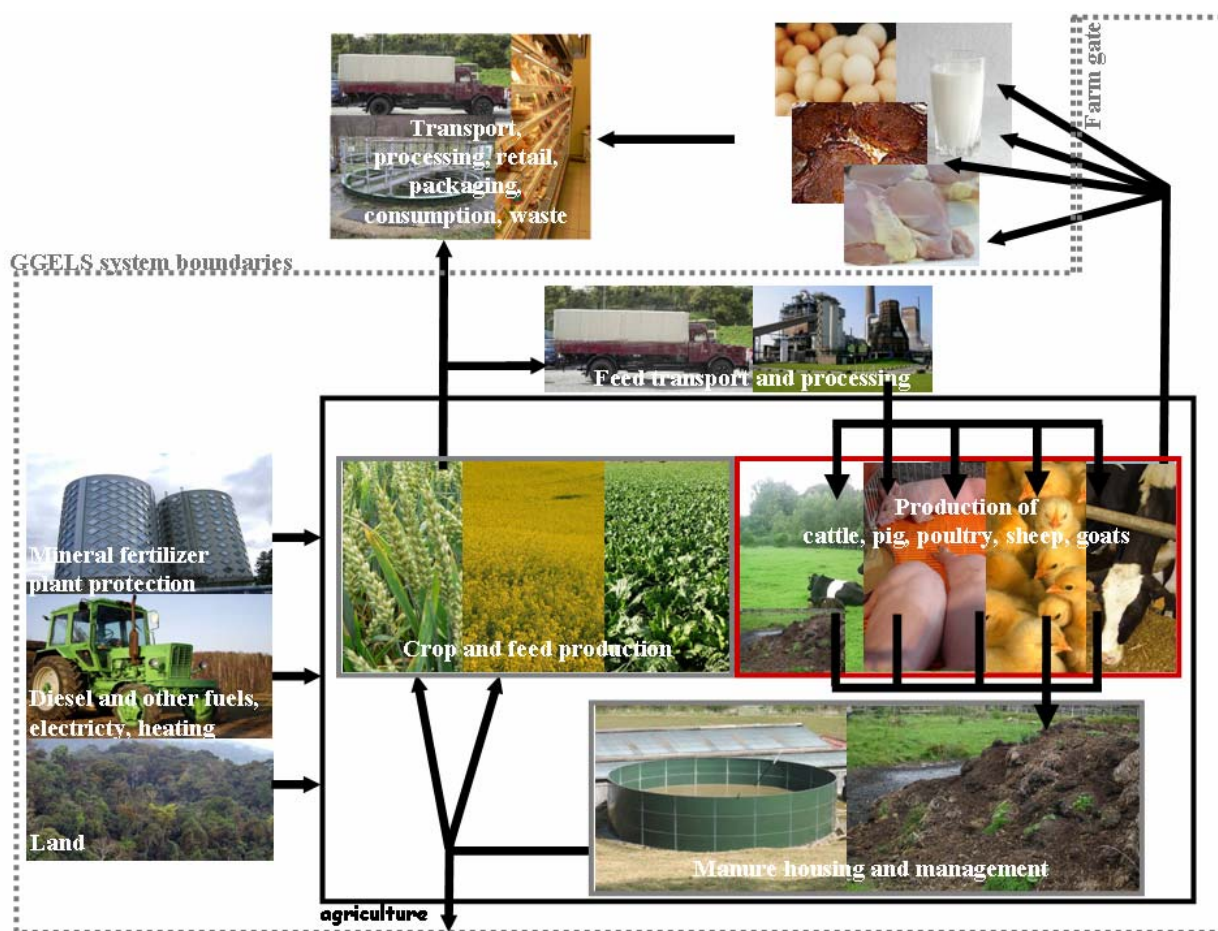 Farm gate
Transport,
processing, retail,
packaging,
consumption, waste
GGELS system boundaries
Feed transport and processing
Mineral fertilizer
plant protection
Production of
cattle, pig, poultry, sheep, goats
Crop and feed production
Diesel and other fuels,
electricty, heating
Land
Manure housing and management
agriculture